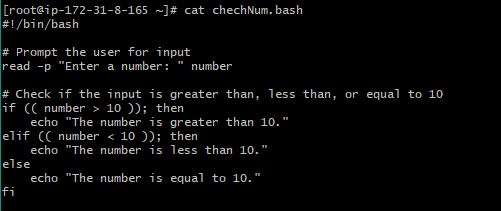 [root@ip-172-31-8-165 ~]# cat chechNum.bash
#!/bin/bash

# Prompt the user for input
read -p "Enter a number: " number

# Check if the input is greater than, less than, or equal to 10
if (( number > 10 )); then
    echo "The number is greater than 10."
elif (( number < 10 )); then
    echo "The number is less than 10."
else
    echo "The number is equal to 10."
fi